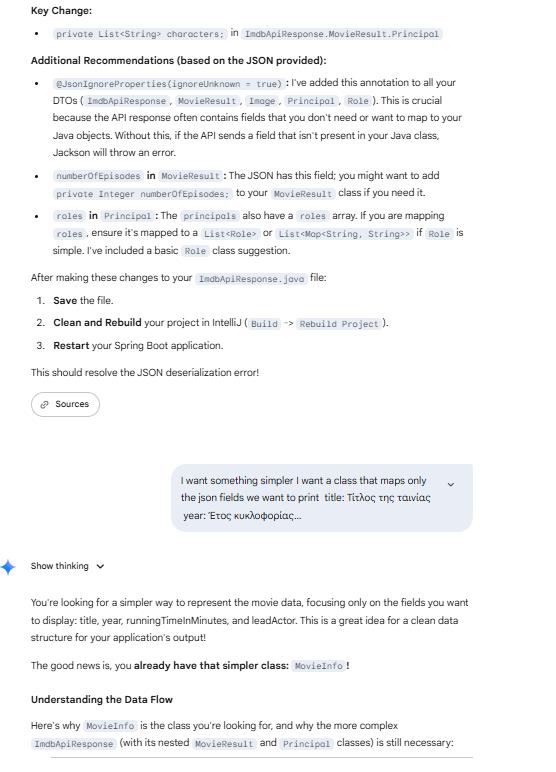 Key Change:
• private List<String> characters; in ImdbApiResponse.MovieResult.Principal
Additional Recommendations (based on the JSON provided):
• @JsonIgnoreProperties(ignoreUnknown = true) : I've added this annotation to all your
DTOs ( ImdbApiResponse , MovieResult , Image , Principal , Role ). This is crucial
because the API response often contains fields that you don't need or want to map to your
Java objects. Without this, if the API sends a field that isn't present in your Java class,
Jackson will throw an error.
• numberOfEpisodes in MovieResult : The JSON has this field; you might want to add
private Integer numberOfEpisodes; to your MovieResult class if you need it.
• roles in Principal : The principals also have a roles array. If you are mapping
roles , ensure it's mapped to a List<Role> or List<Map<String, String>> if Role is
simple. I've included a basic Role class suggestion.
After making these changes to your ImdbApiResponse.java file:
1. Save the file.
2. Clean and Rebuild your project in IntelliJ ( Build -> Rebuild Project ).
3. Restart your Spring Boot application.
This should resolve the JSON deserialization error!
Sources
I want something simpler I want a class that maps only
the json fields we want to print title: Τίτλος της ταινίας
year: Έτος κυκλοφορίας...
Show thinking
You're looking for a simpler way to represent the movie data, focusing only on the fields you want
to display: title, year, runningTimeInMinutes, and leadActor. This is a great idea for a clean data
structure for your application's output!
The good news is, you already have that simpler class: MovieInfo !
Understanding the Data Flow
Here's why MovieInfo is the class you're looking for, and why the more complex
ImdbApiResponse (with its nested MovieResult and Principal classes) is still necessary: